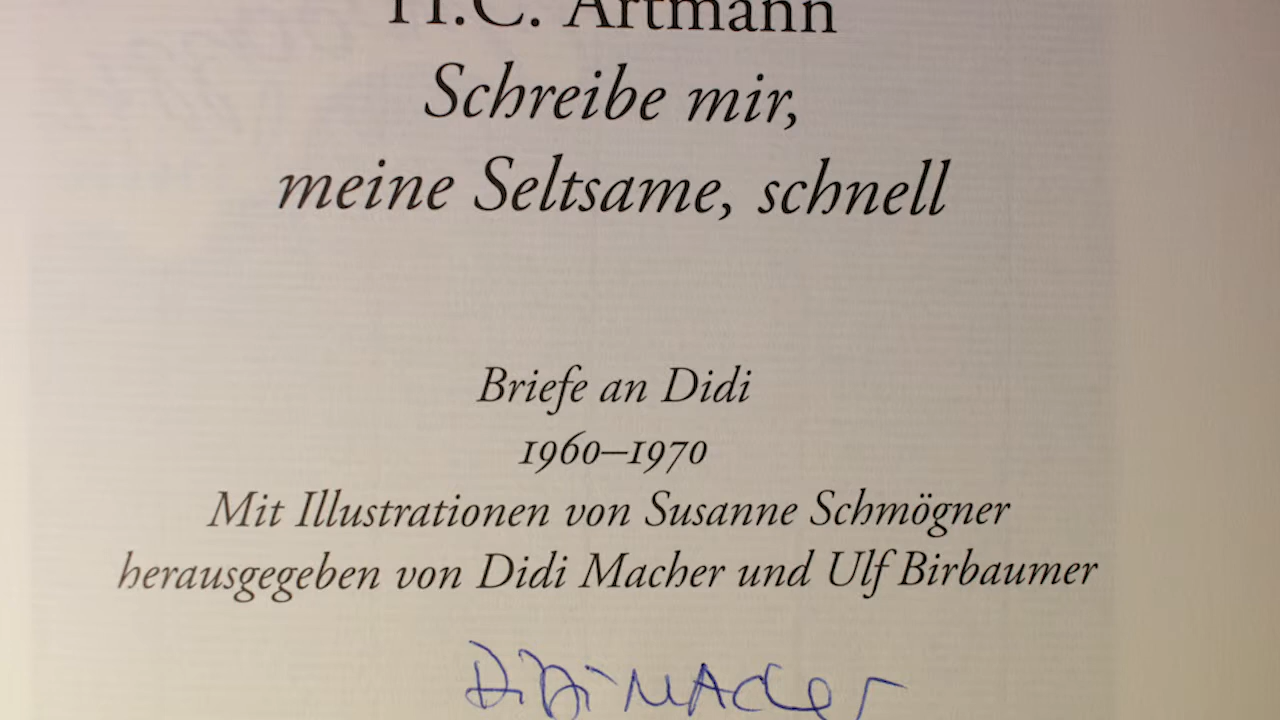 H.C. Artmann
Schreibe mir,
meine Seltsame, schnell
Briefe an Didi
1960–1970
Mit Illustrationen von Susanne Schmögner
herausgegeben von Didi Macher und Ulf Birbaumer
Didi Macher